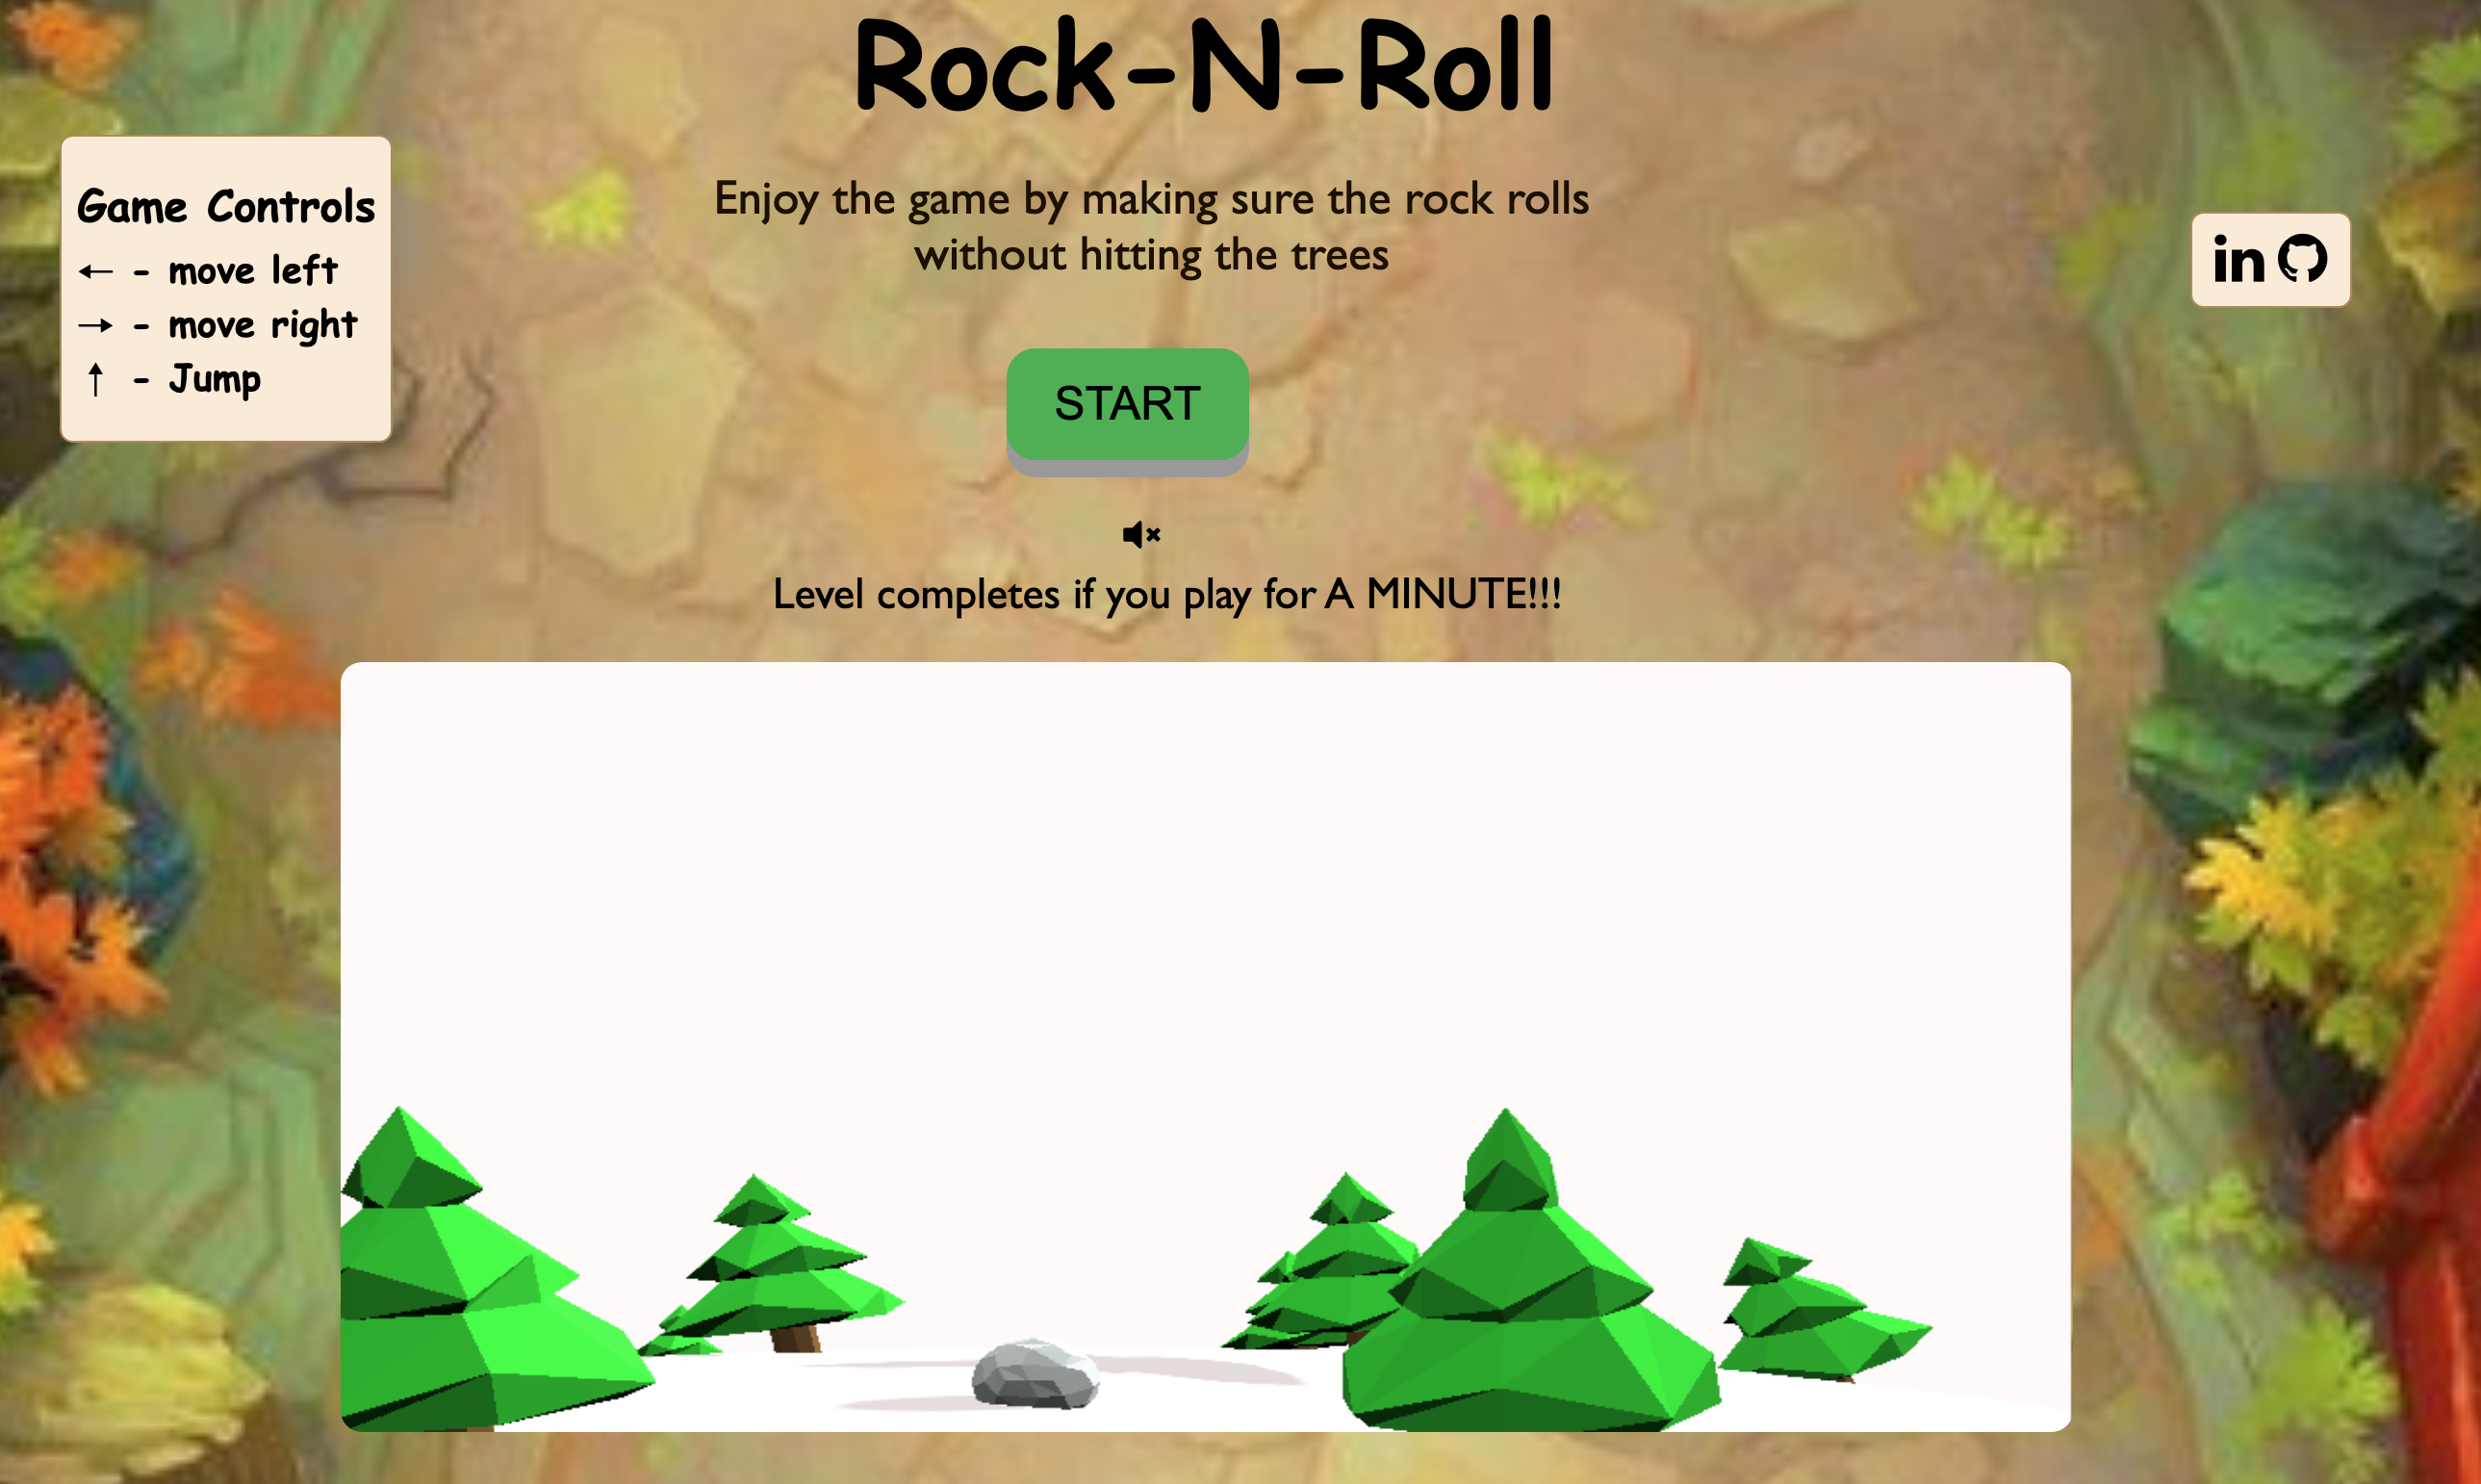 Rock-N-Roll
Game Controls
← - move left
→ - move right
↑ - Jump
Enjoy the game by making sure the rock rolls
without hitting the trees
in
START
Level completes if you play for A MINUTE!!!